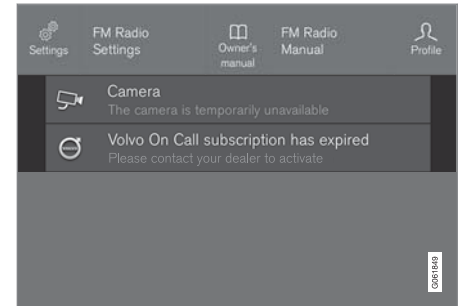 Settings
FM Radio
Settings
Owner's
manual
FM Radio
Manual
Profile
Camera
The camera is temporarily unavailable
Volvo On Call subscription has expired
Please contact your dealer to activate
G061849